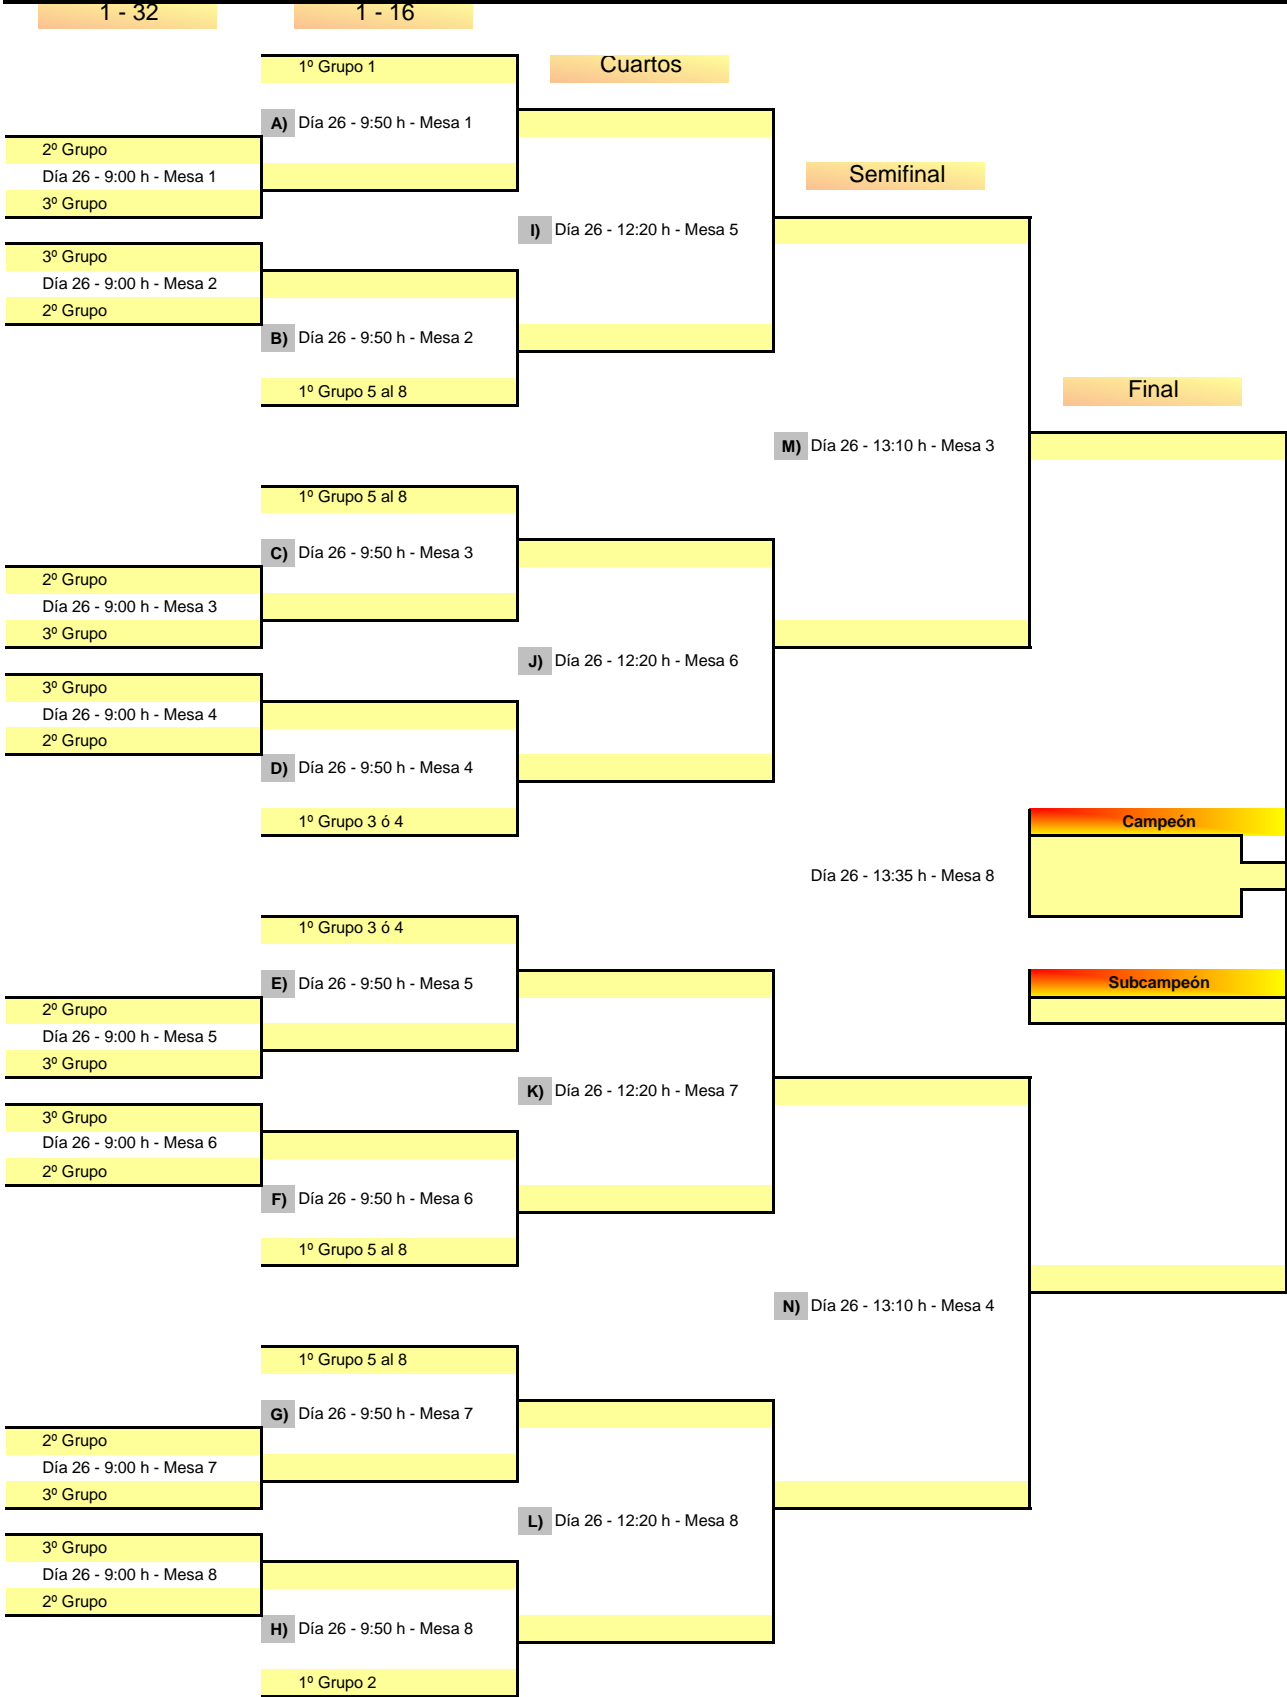 1 - 32
1 - 16
1º Grupo 1
Cuartos
A) Día 26 - 9:50 h - Mesa 1
2º Grupo
Día 26 - 9:00 h - Mesa 1
3º Grupo
Semifinal
I) Día 26 - 12:20 h - Mesa 5
3º Grupo
Día 26 - 9:00 h - Mesa 2
2º Grupo
B) Día 26 - 9:50 h - Mesa 2
1º Grupo 5 al 8
Final
M) Día 26 - 13:10 h - Mesa 3
1º Grupo 5 al 8
C) Día 26 - 9:50 h - Mesa 3
2º Grupo
Día 26 - 9:00 h - Mesa 3
3º Grupo
J) Día 26 - 12:20 h - Mesa 6
3º Grupo
Día 26 - 9:00 h - Mesa 4
2º Grupo
D) Día 26 - 9:50 h - Mesa 4
1º Grupo 3 ó 4
Campeón
Día 26 - 13:35 h - Mesa 8
1º Grupo 3 ó 4
E) Día 26 - 9:50 h - Mesa 5
Subcampeón
2º Grupo
Día 26 - 9:00 h - Mesa 5
3º Grupo
K) Día 26 - 12:20 h - Mesa 7
3º Grupo
Día 26 - 9:00 h - Mesa 6
2º Grupo
F) Día 26 - 9:50 h - Mesa 6
1º Grupo 5 al 8
N) Día 26 - 13:10 h - Mesa 4
1º Grupo 5 al 8
G) Día 26 - 9:50 h - Mesa 7
2º Grupo
Día 26 - 9:00 h - Mesa 7
3º Grupo
L) Día 26 - 12:20 h - Mesa 8
3º Grupo
Día 26 - 9:00 h - Mesa 8
2º Grupo
H) Día 26 - 9:50 h - Mesa 8
1º Grupo 2